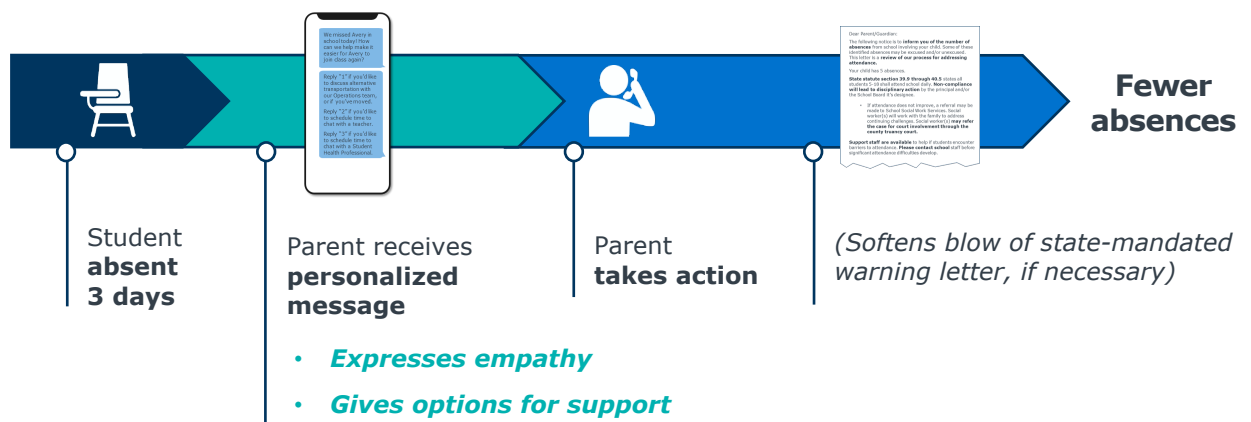 We missed Avery in
school today! How
can we help make it
easier for Avery to
join class again?
Reply "1" if you'd like
to discuss alternative
transportation with
our Operations team,
or if you've moved.
Reply "2" if you'd like
to schedule time to
chat with a teacher.
Reply "3" if you'd like
to schedule time to
chat with a Student
Health Professional.
Dear Parent/Guardian:
The following notice is to inform you of the number of
absences from school involving your child. Some of these
identified absences may be excused and/or unexcused.
This letter is a review of our process for addressing
attendance.
Your child has 5 absences.
State statute section 39.9 through 40.5 states all
students 5-18 shall attend school daily. Non-compliance
will lead to disciplinary action by the principal and/or
the School Board it's designee.
• If attendance does not improve, a referral may be
made to School Social Work Services. Social
worker(s) will work with the family to address
continuing challenges. Social worker(s) may refer
the case for court involvement through the
county truancy court.
Support staff are available to help if students encounter
barriers to attendance. Please contact school staff before
significant attendance difficulties develop.
Fewer
absences
Student
absent
3 days
Parent receives
personalized
message
• Expresses empathy
• Gives options for support
Parent
takes action
(Softens blow of state-mandated
warning letter, if necessary)